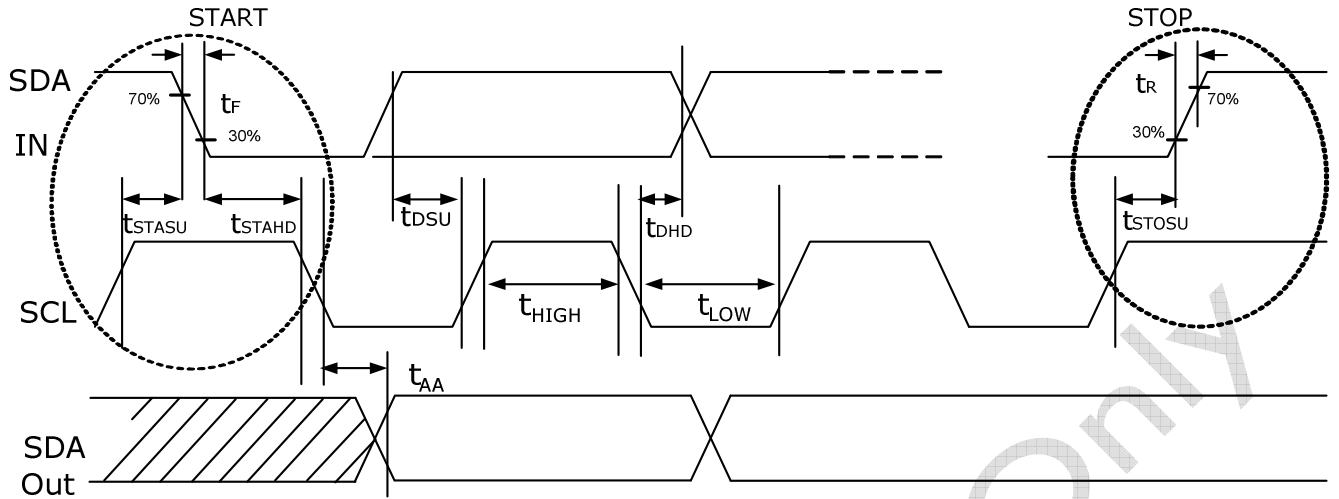 START
STOP
SDA
IN
70%
tF
30%
tR
70%
30%
tSTASU
tSTAHD
tDSU
tDHD
tSTOSU
SCL
tHIGH
tLOW
tAA
SDA
Out
Only